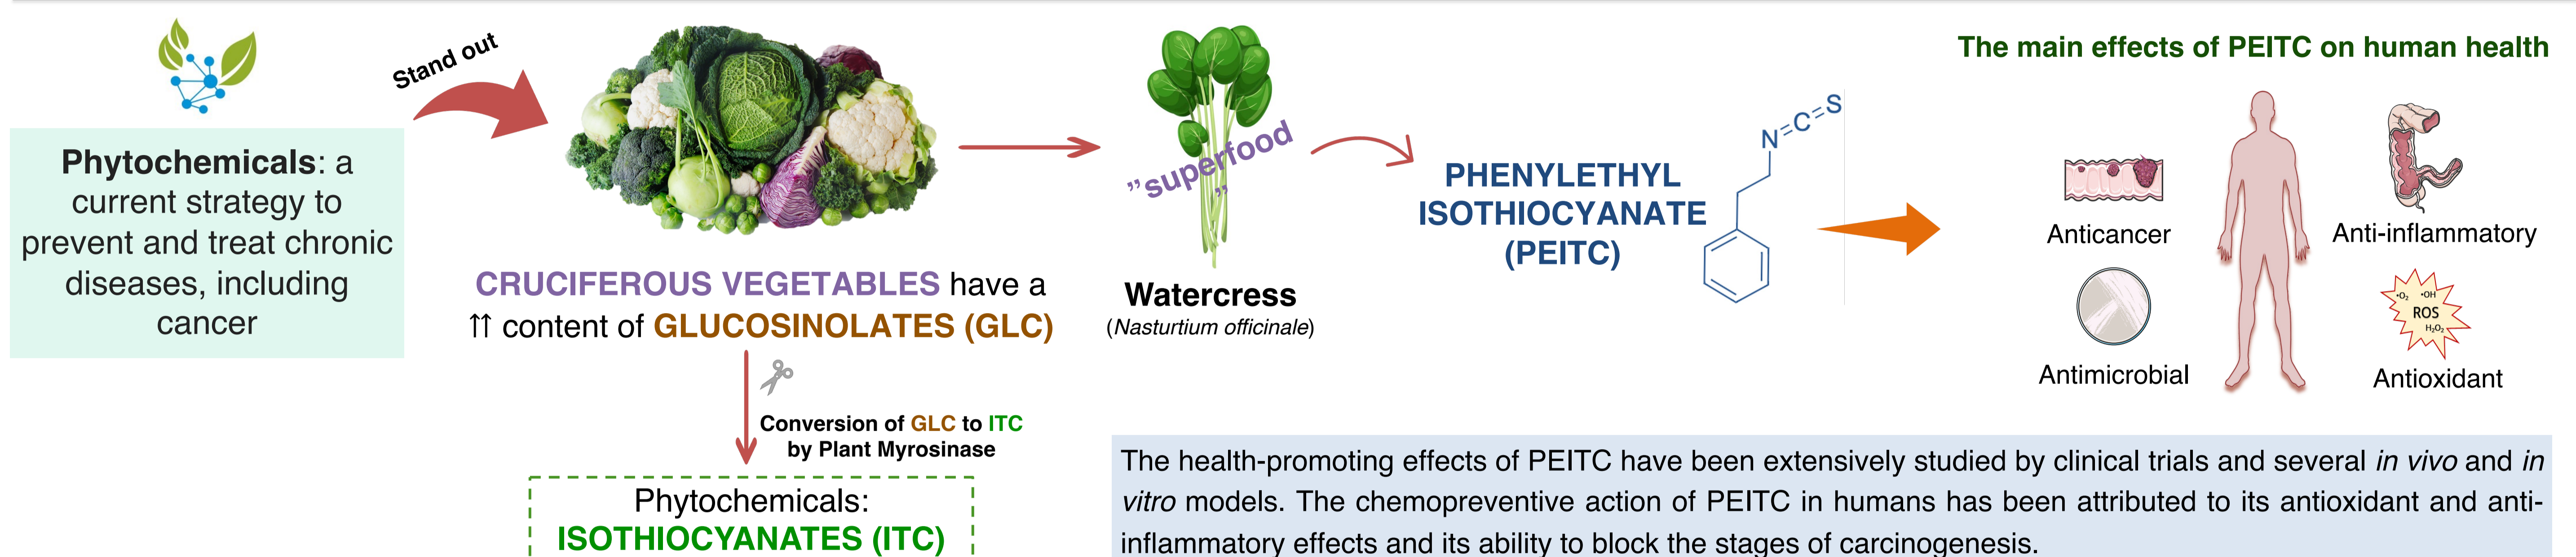 Phytochemicals: a
current strategy to
prevent and treat chronic
diseases, including
cancer
Stand out
CRUCIFEROUS VEGETABLES have a
⇈ content of GLUCOSINOLATES (GLC)
Conversion of GLC to ITC
by Plant Myrosinase
Phytochemicals:
ISOTHIOCYANATES (ITC)
”superfood
”
Watercress
(Nasturtium officinale)
PHENYLETHYL
ISOTHIOCYANATE
(PEITC)
N=C=S
The main effects of PEITC on human health
Anticancer
Anti-inflammatory
Antimicrobial
•O₂ •OH
ROS
H₂O₂
Antioxidant
The health-promoting effects of PEITC have been extensively studied by clinical trials and several in vivo and in
vitro models. The chemopreventive action of PEITC in humans has been attributed to its antioxidant and anti-
inflammatory effects and its ability to block the stages of carcinogenesis.